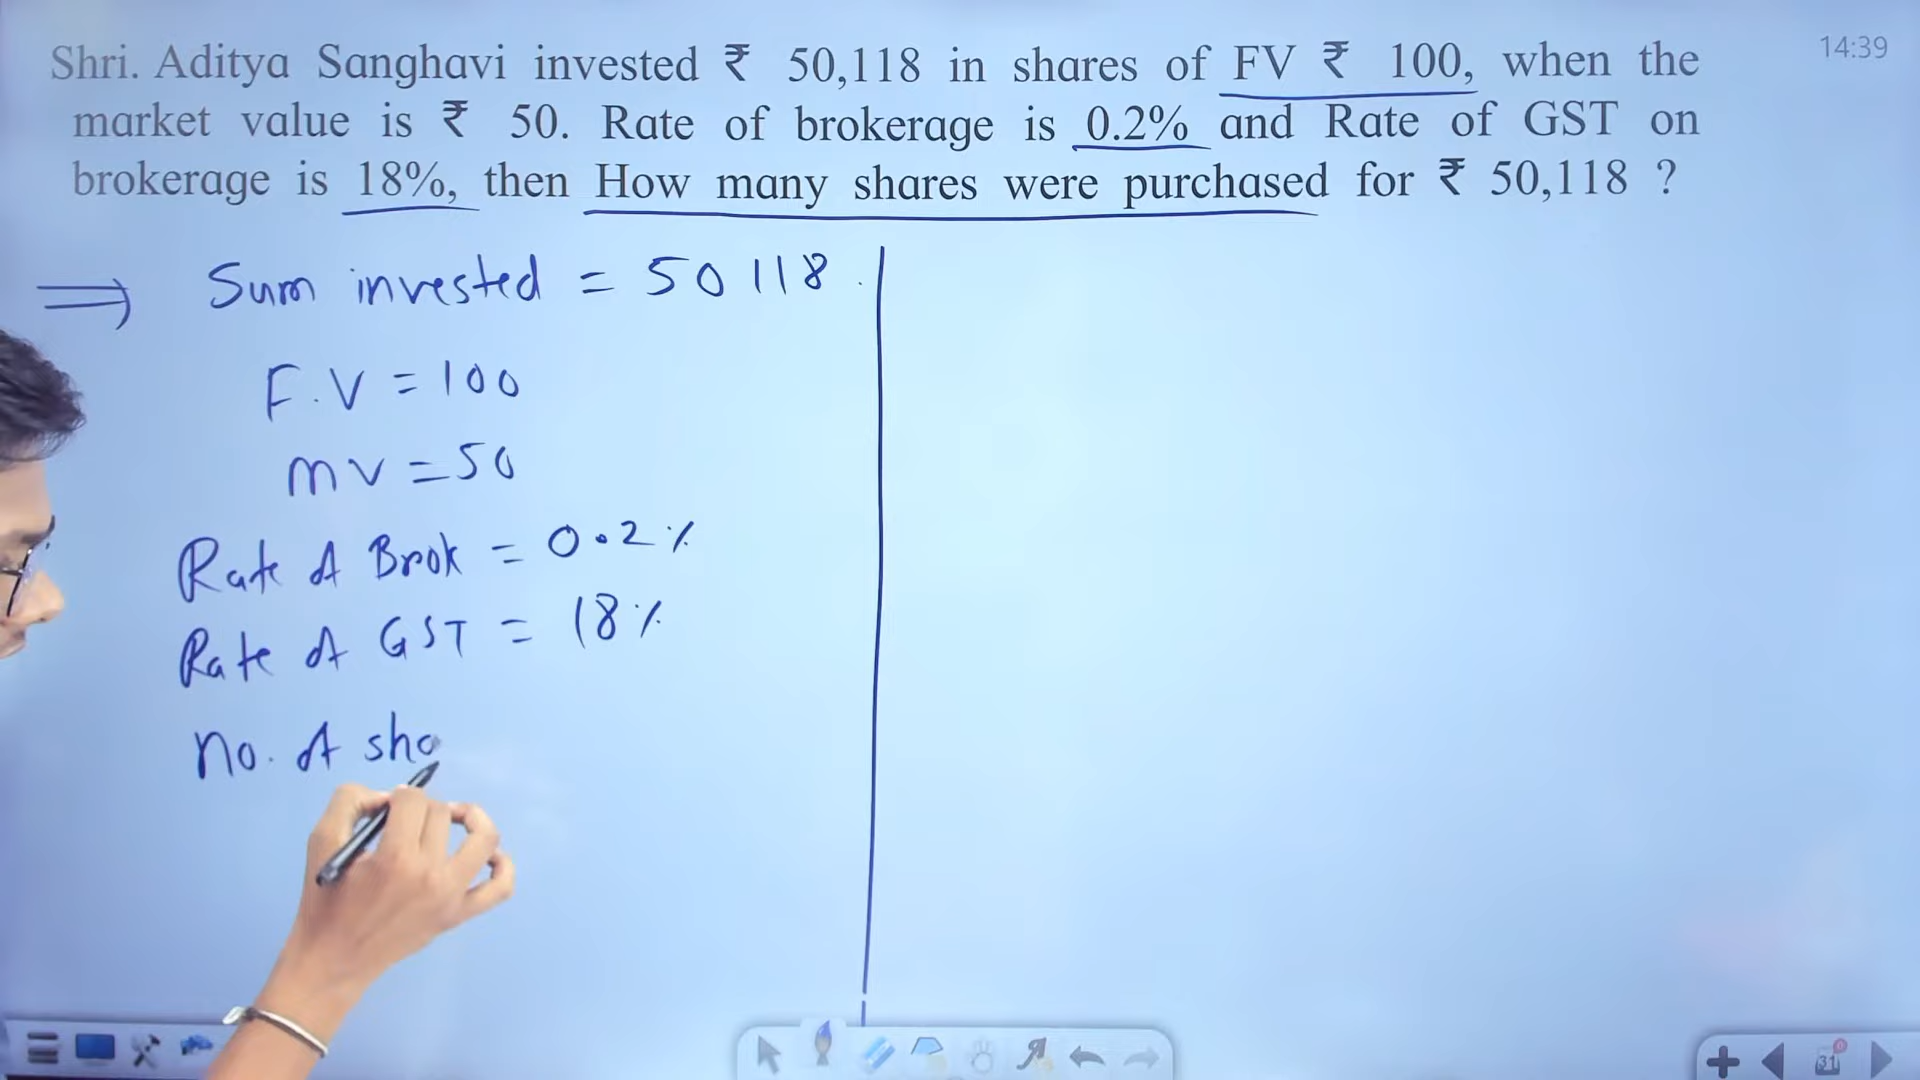 Shri. Aditya Sanghavi invested ₹ 50,118 in shares of FV ₹ 100, when the
market value is ₹ 50. Rate of brokerage is 0.2% and Rate of GST on
brokerage is 18%, then How many shares were purchased for ₹ 50,118 ?
14:39
⇒ Sum invested = 50118
F.V = 100
mv = 50
Rate of Brok = 0.2%
Rate of GST = 18%
no. of sha
31